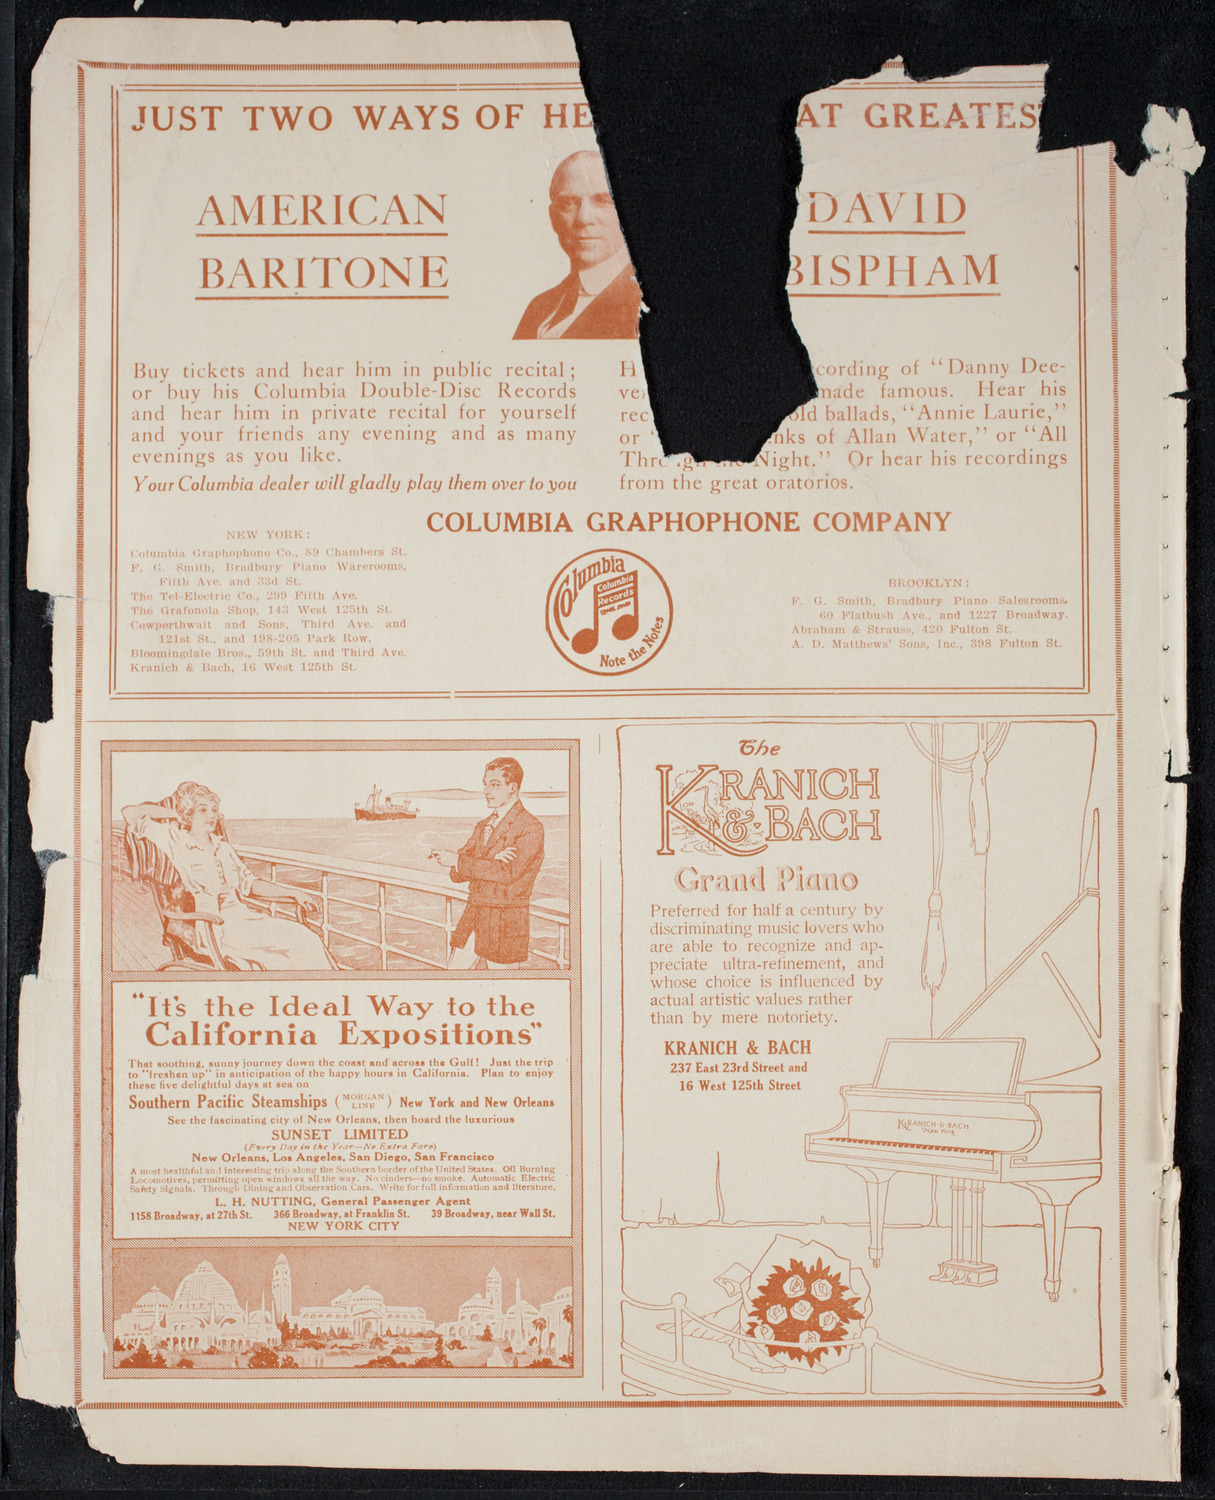 JUST TWO WAYS OF HE
AT GREATES
AMERICAN
BARITONE
DAVID
BISPHAM
Buy tickets and hear him in public recital;
or buy his Columbia Double-Disc Records
and hear him in private recital for yourself
and your friends any evening and as many
evenings as you like.
Your Columbia dealer will gladly play them over to you
H cording of "Danny Dee-
ver made famous. Hear his
rec old ballads, "Annie Laurie,"
or " nks of Allan Water," or "All
Night." Or hear his recordings
from the great oratorios.
COLUMBIA GRAPHOPHONE COMPANY
NEW YORK:
Columbia Graphophone Co., 89 Chambers St.
F. G. Smith, Bradbury Piano Warerooms,
Fifth Ave. and 33d St.
The Tel-Electric Co., 299 Fifth Ave.
The Grafonola Shop, 143 West 125th St.
Cowperthwait and Sons, Third Ave. and
121st St., and 198-205 Park Row.
Bloomingdale Bros., 59th St. and Third Ave.
Kranich & Bach, 16 West 125th St.
Columbia
Columbia
Records
Note the Notes
BROOKLYN:
F. G. Smith, Bradbury Piano Salesrooms,
60 Flatbush Ave., and 1227 Broadway.
Abraham & Strauss, 420 Fulton St.
A. D. Matthews' Sons, Inc., 398 Fulton St.
"It's the Ideal Way to the
California Expositions"
That soothing, sunny journey down the coast and across the Gulf! Just the trip
to "freshen up" in anticipation of the happy hours in California. Plan to enjoy
these five delightful days at sea on
Southern Pacific Steamships (MORGAN LINE) New York and New Orleans
See the fascinating city of New Orleans, then board the luxurious
SUNSET LIMITED
(Every Day in the Year—No Extra Fare)
New Orleans, Los Angeles, San Diego, San Francisco
A most healthful and interesting trip along the Southern border of the United States. Oil Burning
Locomotives, permitting open windows all the way. No cinders—no smoke. Automatic Electric
Safety Signals. Through Dining and Observation Cars. Write for full information and literature.
L. H. NUTTING, General Passenger Agent
1158 Broadway, at 27th St. 366 Broadway, at Franklin St. 39 Broadway, near Wall St.
NEW YORK CITY
The
KRANICH
& BACH
Grand Piano
Preferred for half a century by
discriminating music lovers who
are able to recognize and ap-
preciate ultra-refinement, and
whose choice is influenced by
actual artistic values rather
than by mere notoriety.
KRANICH & BACH
237 East 23rd Street and
16 West 125th Street
KRANICH & BACH
New York